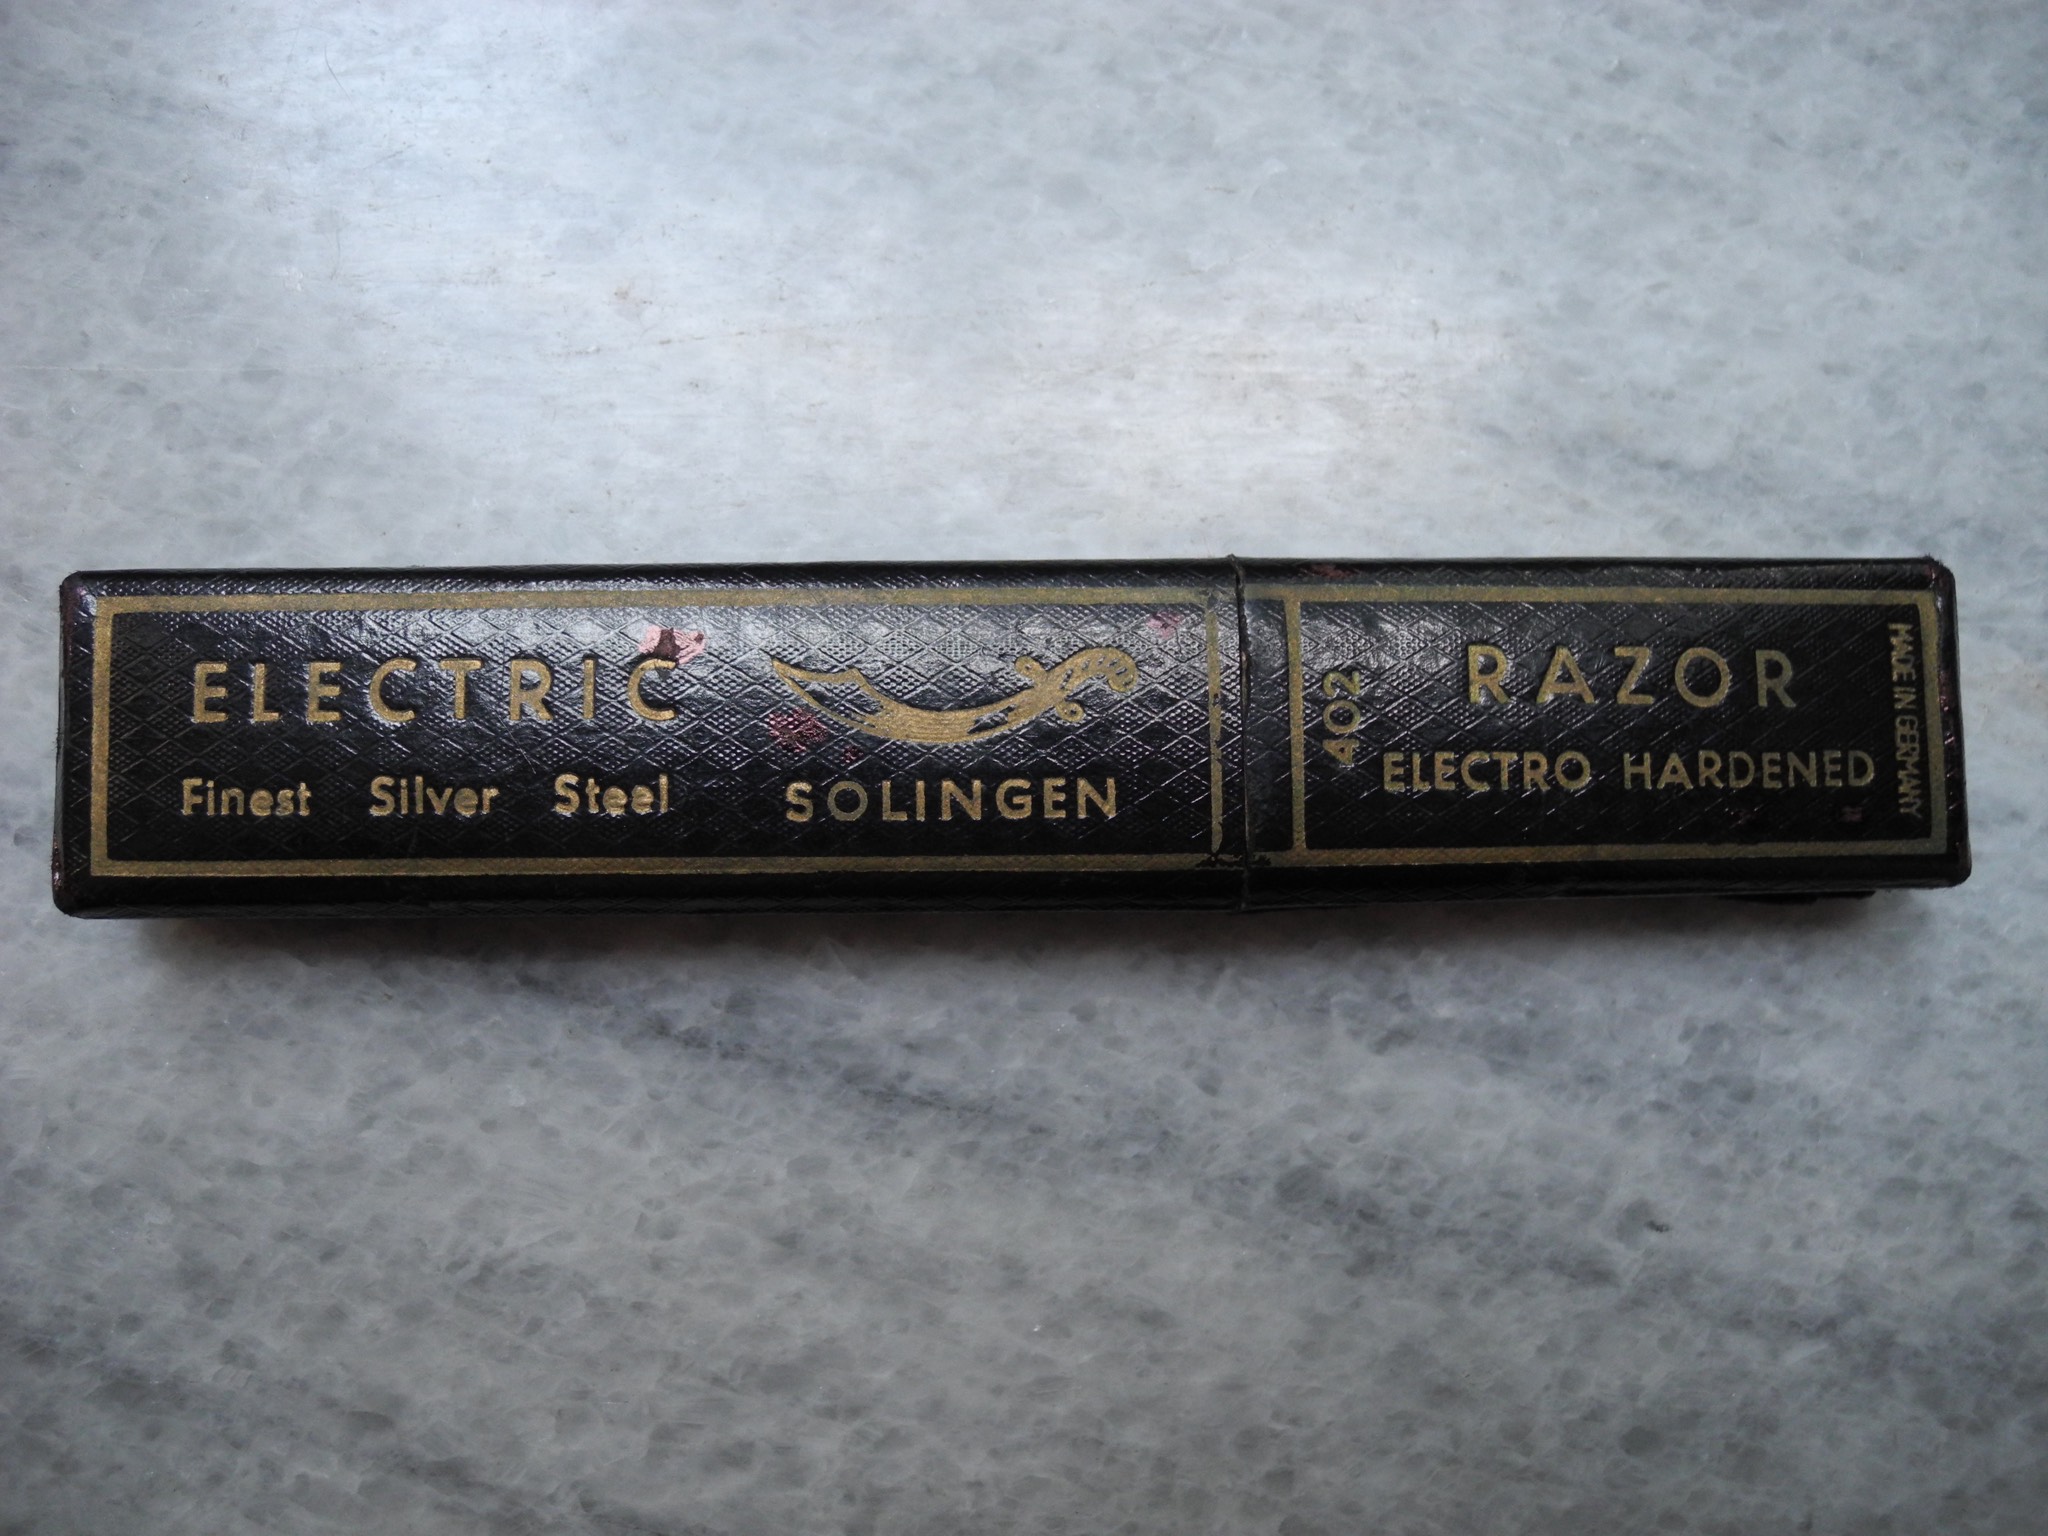 ELECTRIC
Finest Silver Steel
SOLINGEN
402
RAZOR
ELECTRO HARDENED
MADE IN GERMANY